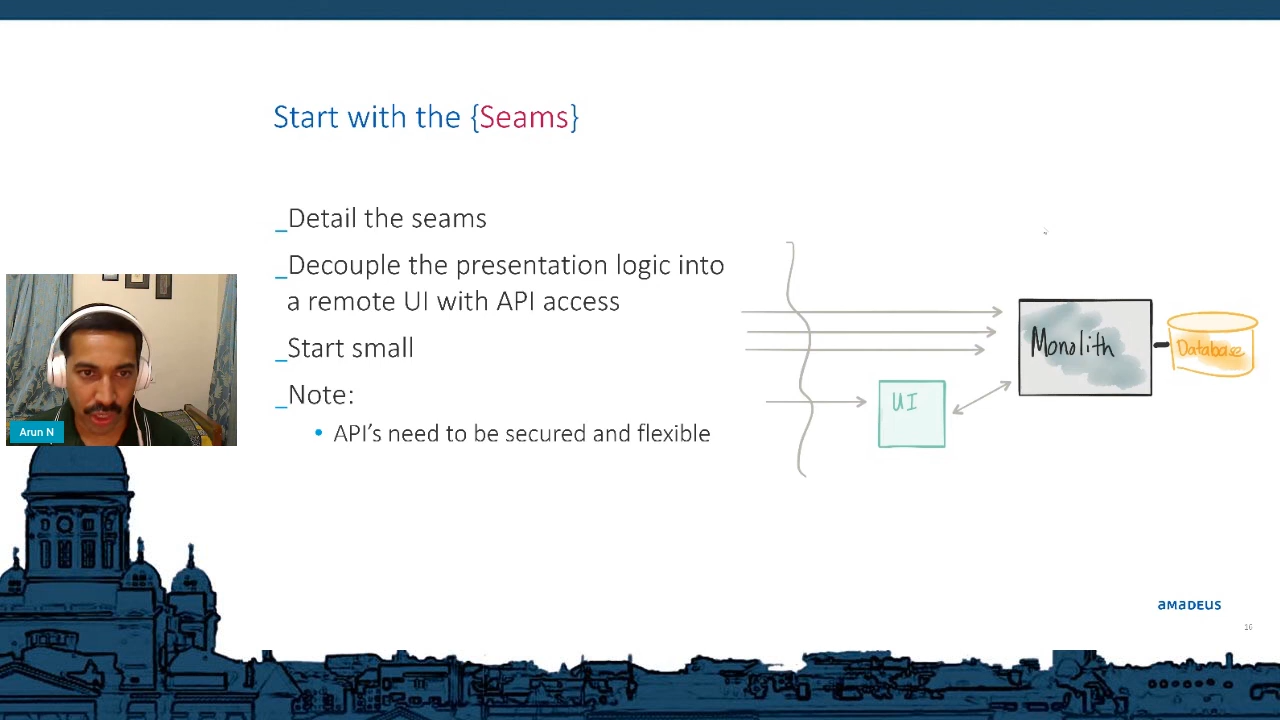 Start with the {Seams}
_Detail the seams
_Decouple the presentation logic into
a remote UI with API access
_Start small
_Note:
• API's need to be secured and flexible
Monolith
Database
UI
Arun N
amadeus
16